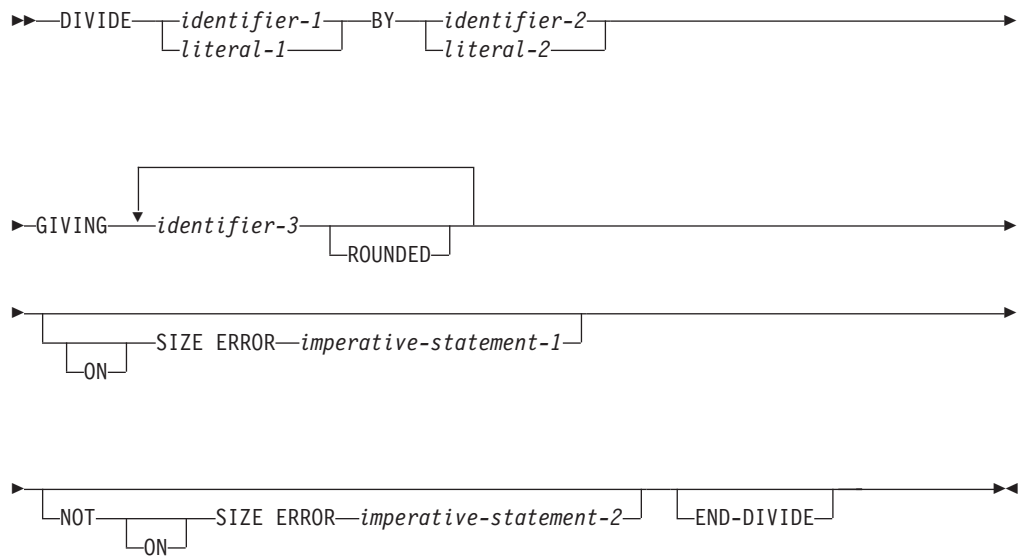 DIVIDE identifier-1 BY identifier-2
literal-1 literal-2
GIVING identifier-3
ROUNDED
SIZE ERROR imperative-statement-1
ON
NOT SIZE ERROR imperative-statement-2 END-DIVIDE
ON